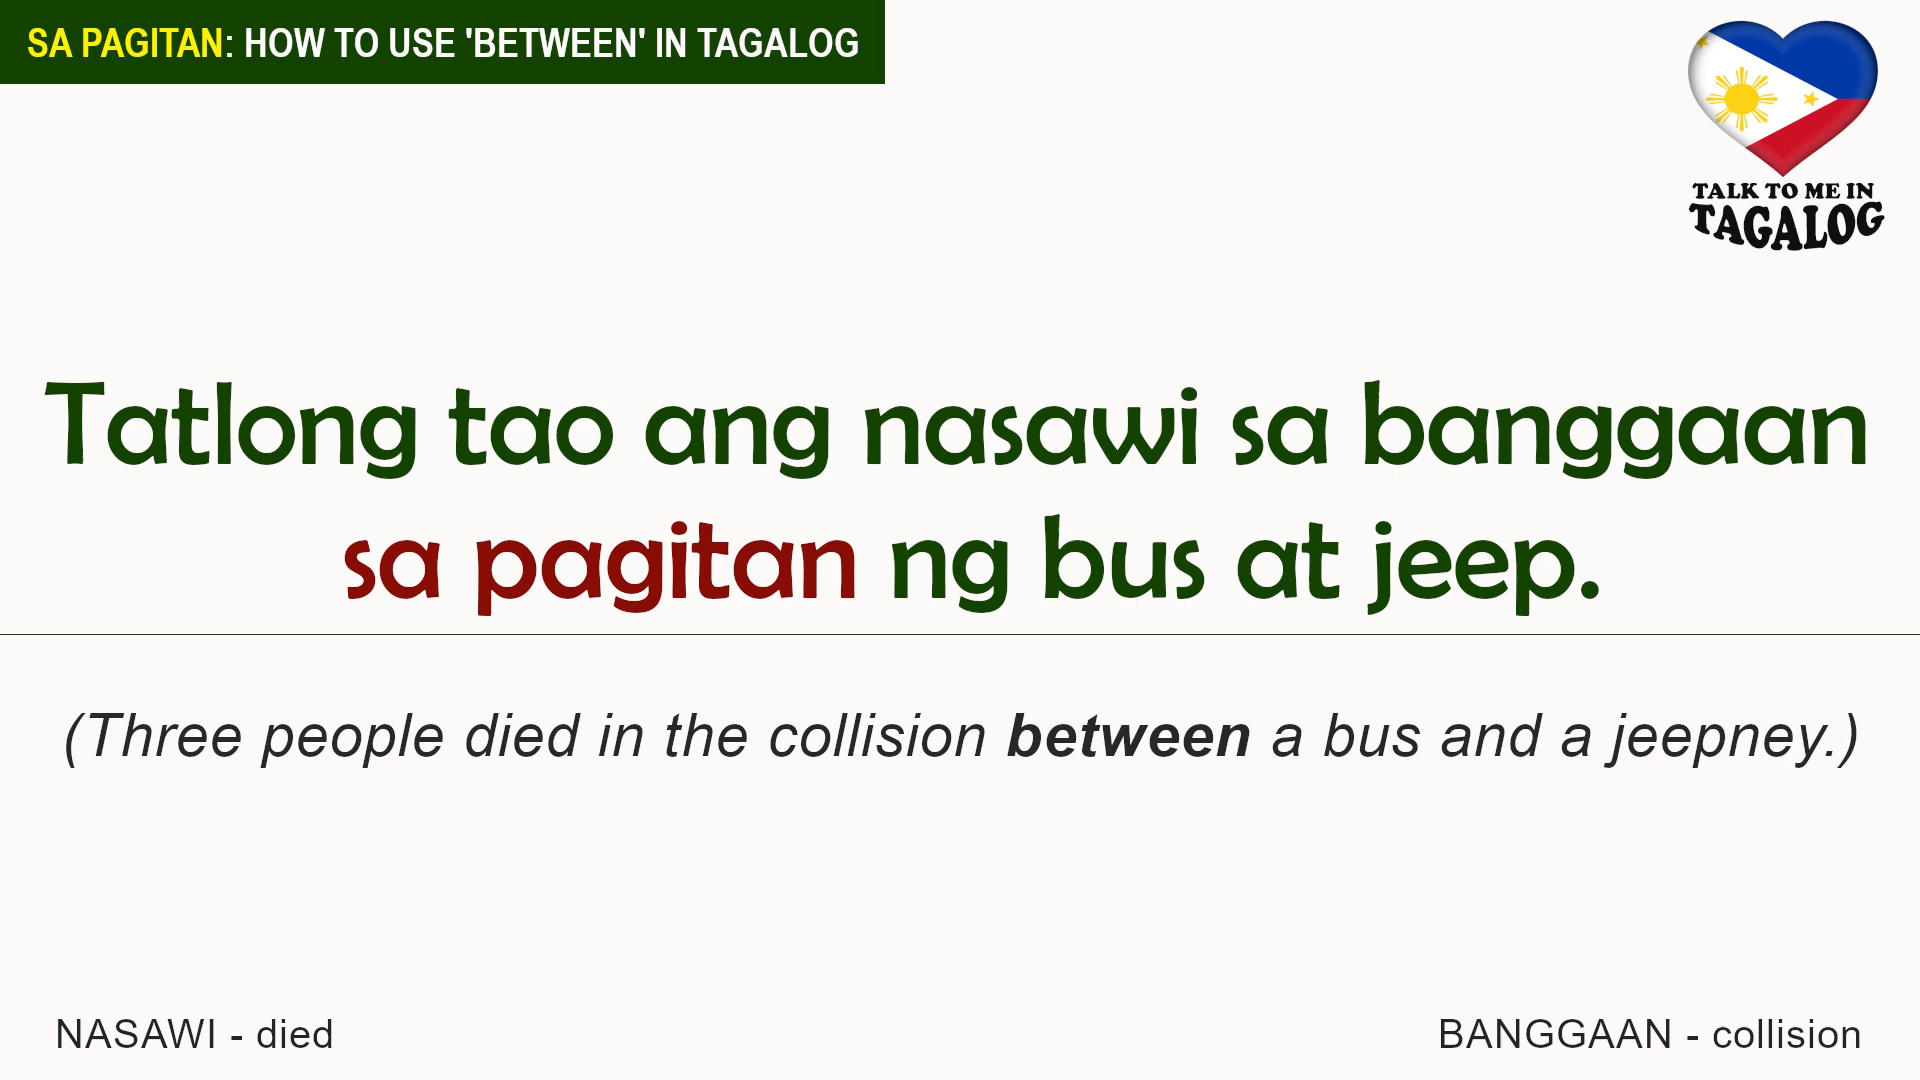 SA PAGITAN: HOW TO USE 'BETWEEN' IN TAGALOG
TALK TO ME IN
TAGALOG
Tatlong tao ang nasawi sa banggaan
sa pagitan ng bus at jeep.
(Three people died in the collision between a bus and a jeepney.)
NASAWI - died
BANGGAAN - collision